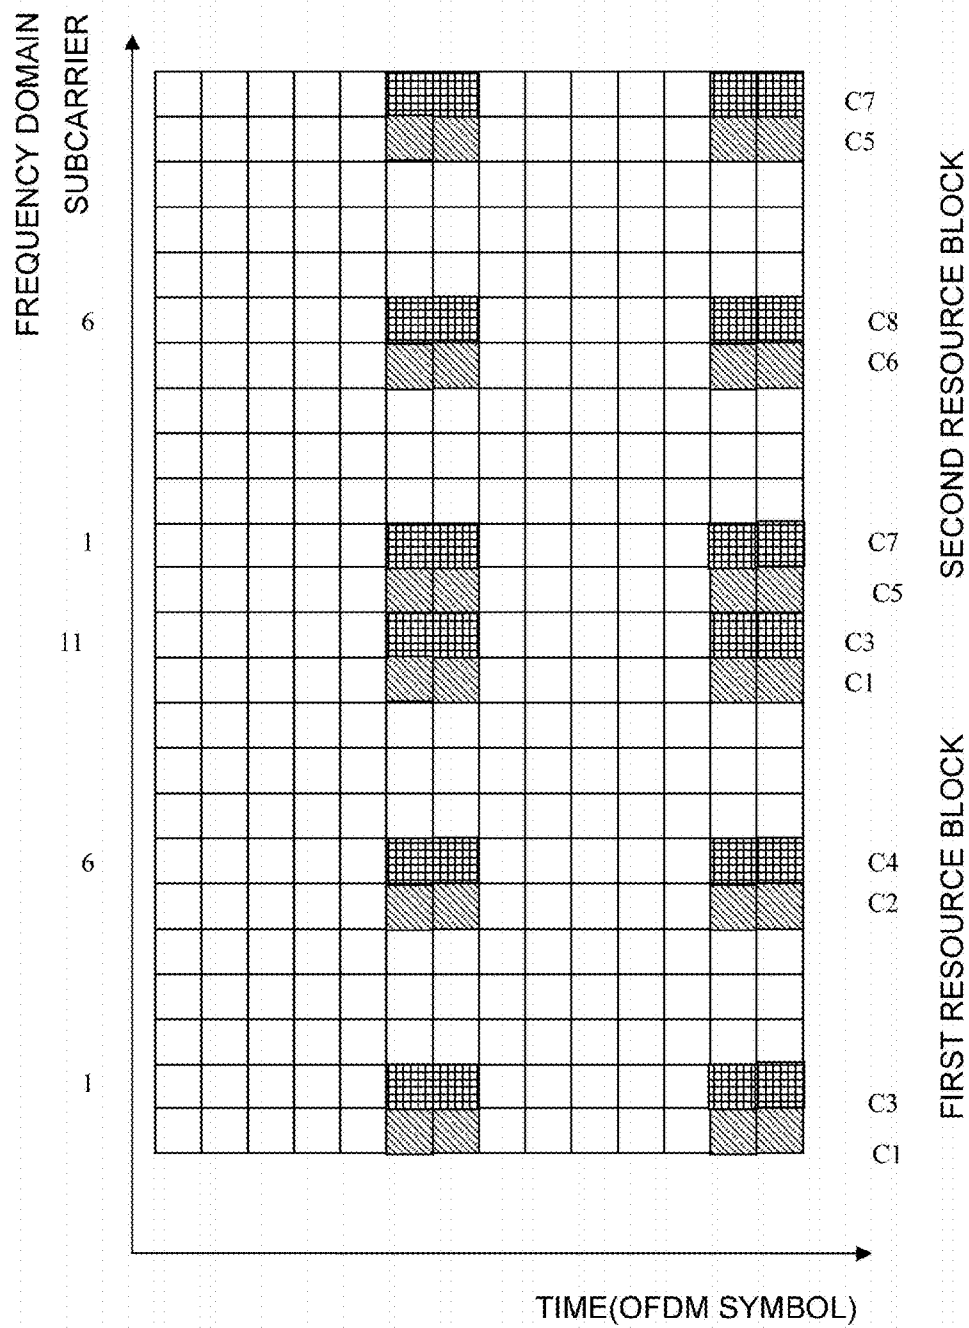 FREQUENCY DOMAIN
SUBCARRIER
C7
C5
6
C8
C6
1
C7
C5
11
C3
C1
6
C4
C2
1
C3
C1
SECOND RESOURCE BLOCK
FIRST RESOURCE BLOCK
TIME(OFDM SYMBOL)